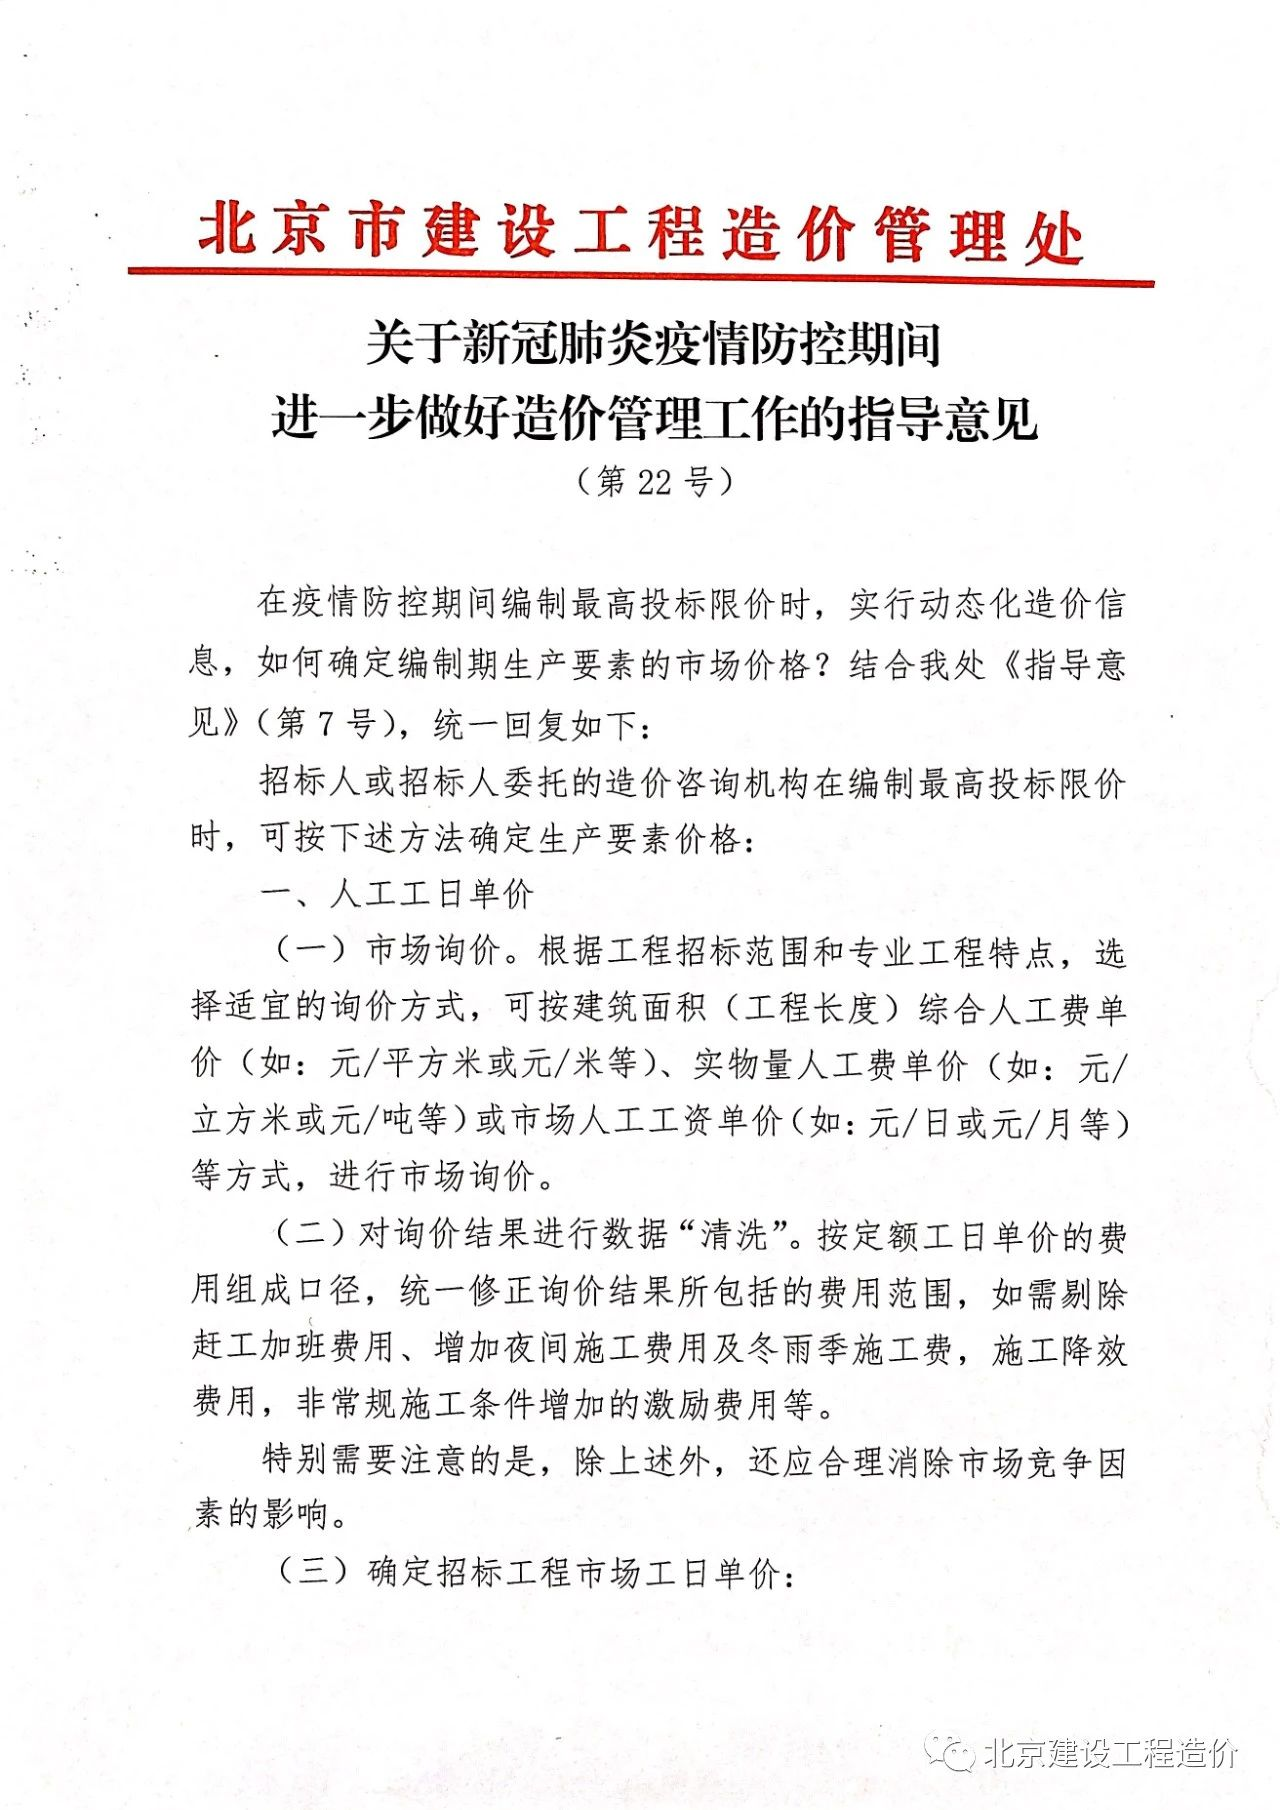 北京市建设工程造价管理处
关于新冠肺炎疫情防控期间
进一步做好造价管理工作的指导意见
（第 22 号）
在疫情防控期间编制最高投标限价时，实行动态化造价信
息，如何确定编制期生产要素的市场价格？结合我处《指导意
见》（第 7 号），统一回复如下：
招标人或招标人委托的造价咨询机构在编制最高投标限价
时，可按下述方法确定生产要素价格：
一、人工工日单价
（一）市场询价。根据工程招标范围和专业工程特点，选
择适宜的询价方式，可按建筑面积（工程长度）综合人工费单
价（如：元/平方米或元/米等）、实物量人工费单价（如：元/
立方米或元/吨等）或市场人工工资单价（如：元/日或元/月等）
等方式，进行市场询价。
（二）对询价结果进行数据“清洗”。按定额工日单价的费
用组成口径，统一修正询价结果所包括的费用范围，如需剔除
赶工加班费用、增加夜间施工费用及冬雨季施工费，施工降效
费用，非常规施工条件增加的激励费用等。
特别需要注意的是，除上述外，还应合理消除市场竞争因
素的影响。
（三）确定招标工程市场工日单价：
北京建设工程造价